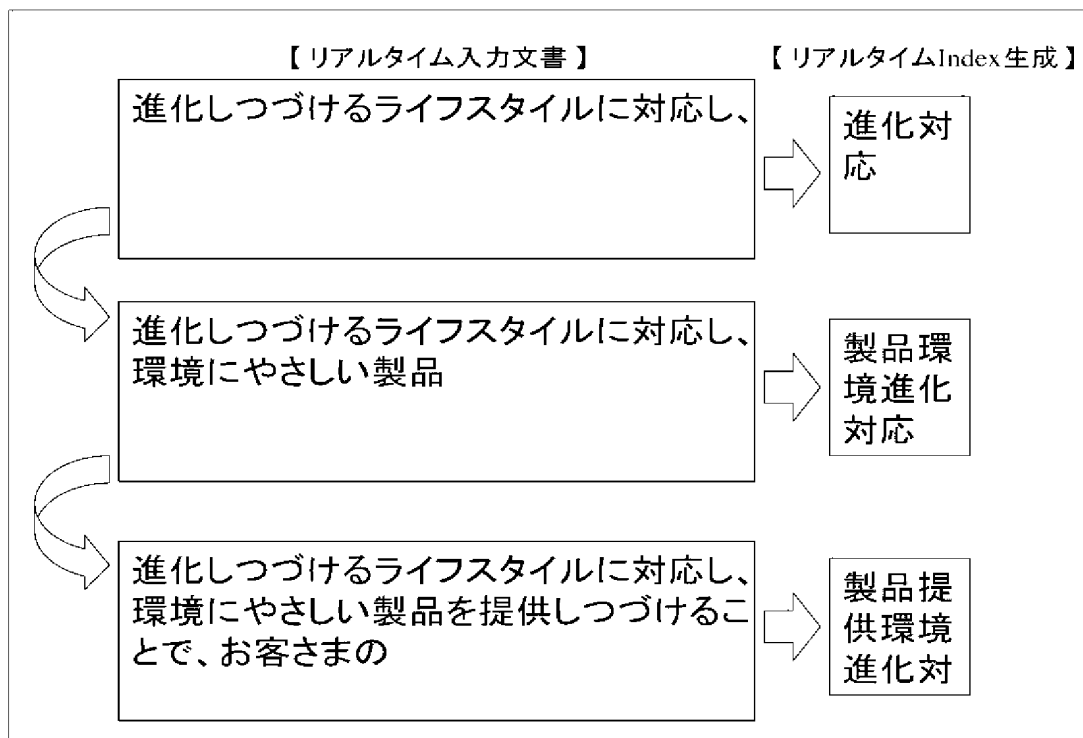 【リアルタイム入力文書】
【リアルタイムIndex生成】
進化しつづけるライフスタイルに対応し、
進化対
応
進化しつづけるライフスタイルに対応し、
環境にやさしい製品
製品環
境進化
対応
進化しつづけるライフスタイルに対応し、
環境にやさしい製品を提供しつづけるこ
とで、お客さまの
製品提
供環境
進化対